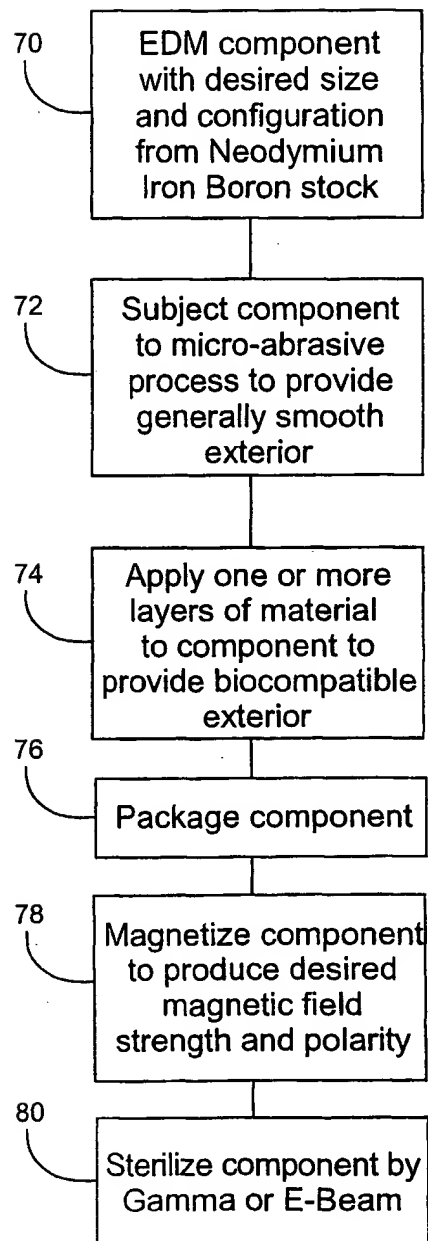 70
EDM component
with desired size
and configuration
from Neodymium
Iron Boron stock
72
Subject component
to micro-abrasive
process to provide
generally smooth
exterior
74
Apply one or more
layers of material
to component to
provide biocompatible
exterior
76
Package component
78
Magnetize component
to produce desired
magnetic field
strength and polarity
80
Sterilize component by
Gamma or E-Beam